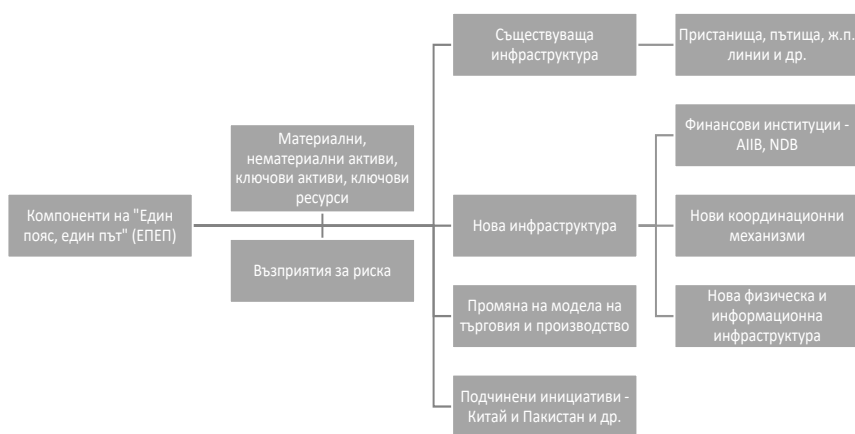 Компоненти на "Един
пояс, един път" (ЕПЕП)
Материални,
нематериални активи,
ключови активи, ключови
ресурси
Възприятия за риска
Съществуваща
инфраструктура
Пристанища, пътища, ж.п.
линии и др.
Нова инфраструктура
Финансови институции -
AIIB, NDB
Нови координационни
механизми
Нова физическа и
информационна
инфраструктура
Промяна на модела на
търговия и производство
Подчинени инициативи -
Китай и Пакистан и др.